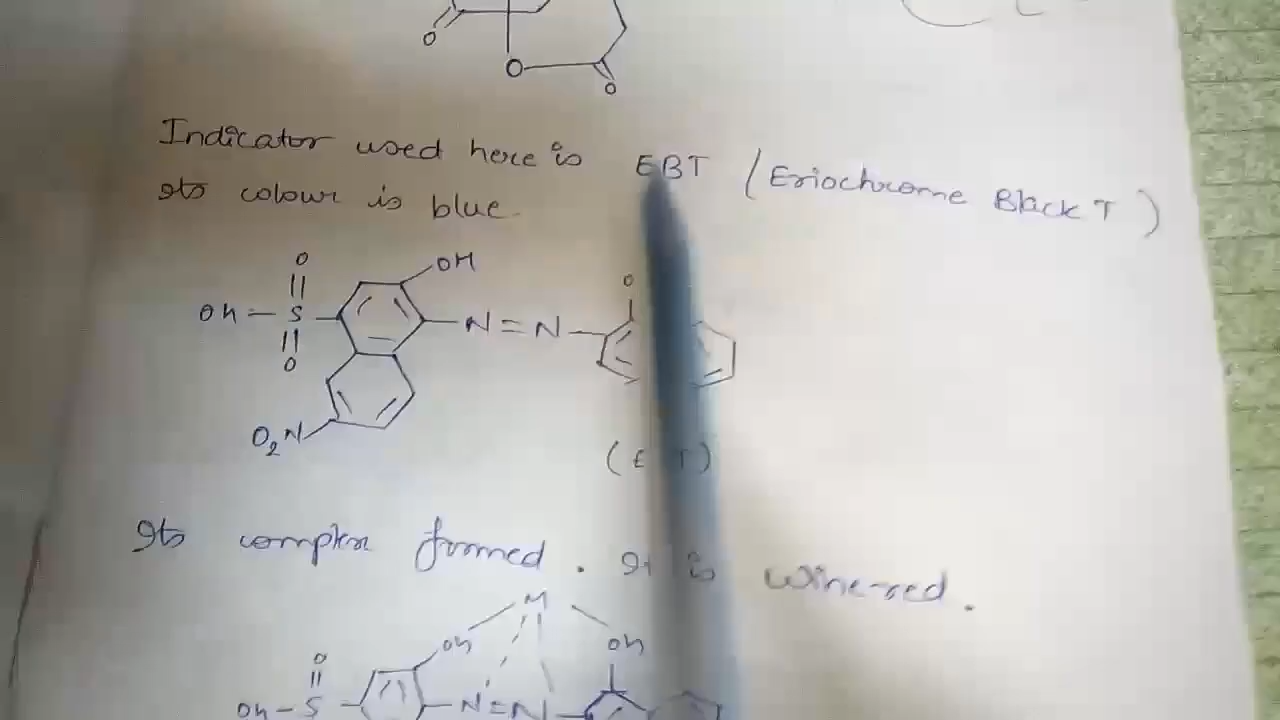 O
O
O
Indicator used here is EBT (Eriochrome Black T)
Its colour is blue.
O
OH
O
OH - S - N = N -
O
O2N
(E T)
Its complex formed. It is wine-red.
M
OH
OH
O
OH - S - N = N -